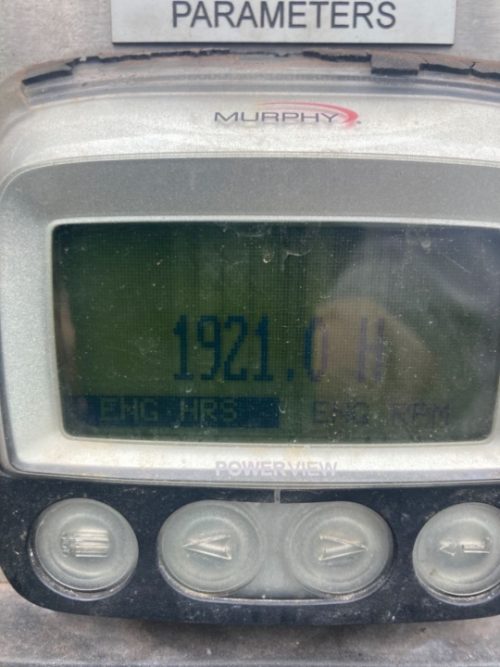 PARAMETERS
MURPHY
1921.0 H
ENG HRS ENG RPM
POWERVIEW